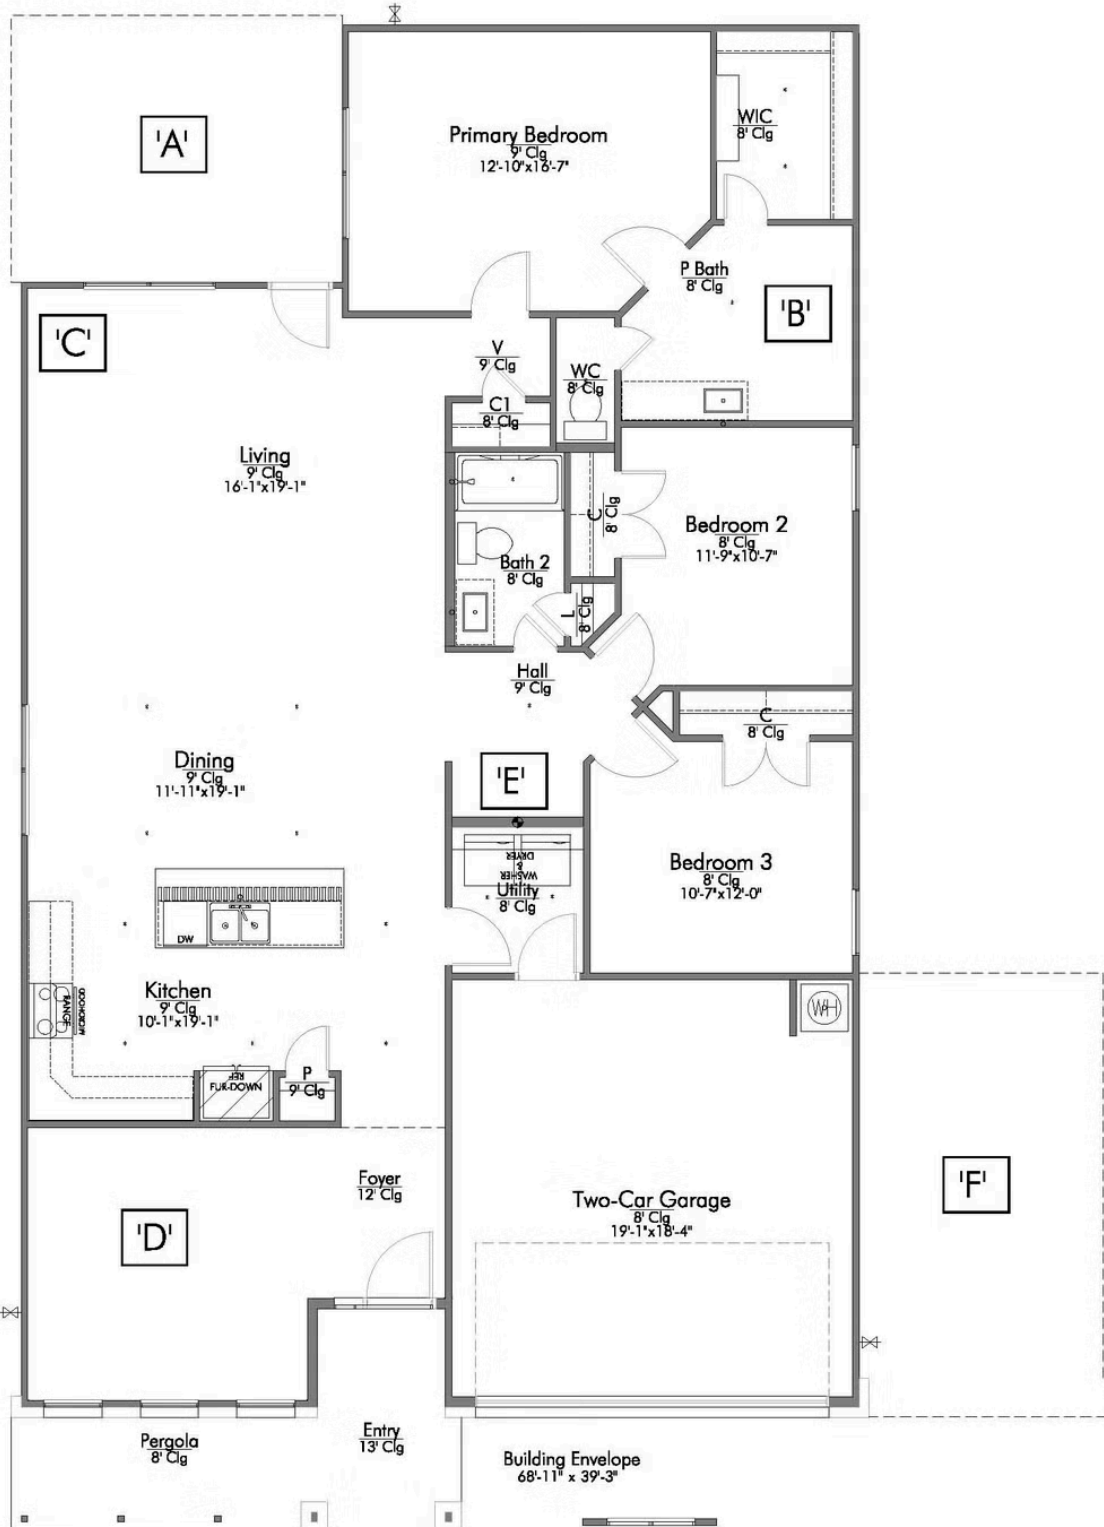 'A'
Primary Bedroom
9' Clg
12'-10"x16'-7"
WIC
8' Clg
P Bath
8' Clg
'B'
'C'
V
9' Clg
C1
8' Clg
WC
8' Clg
Living
9' Clg
16'-1"x19'-1"
C
8' Clg
Bedroom 2
8' Clg
11'-9"x10'-7"
Bath 2
8' Clg
L
8' Clg
Hall
9' Clg
C
8' Clg
Dining
9' Clg
11'-11"x19'-1"
'E'
WASHER
&
DRYER
Utility
8' Clg
Bedroom 3
8' Clg
10'-7"x12'-0"
DW
Kitchen
9' Clg
10'-1"x19'-1"
RANGE
MICROHOOD
REF
FUR-DOWN
P
9' Clg
WH
Foyer
12' Clg
'D'
Two-Car Garage
8' Clg
19'-1"x18'-4"
'F'
Pergola
8' Clg
Entry
13' Clg
Building Envelope
68'-11" x 39'-3"